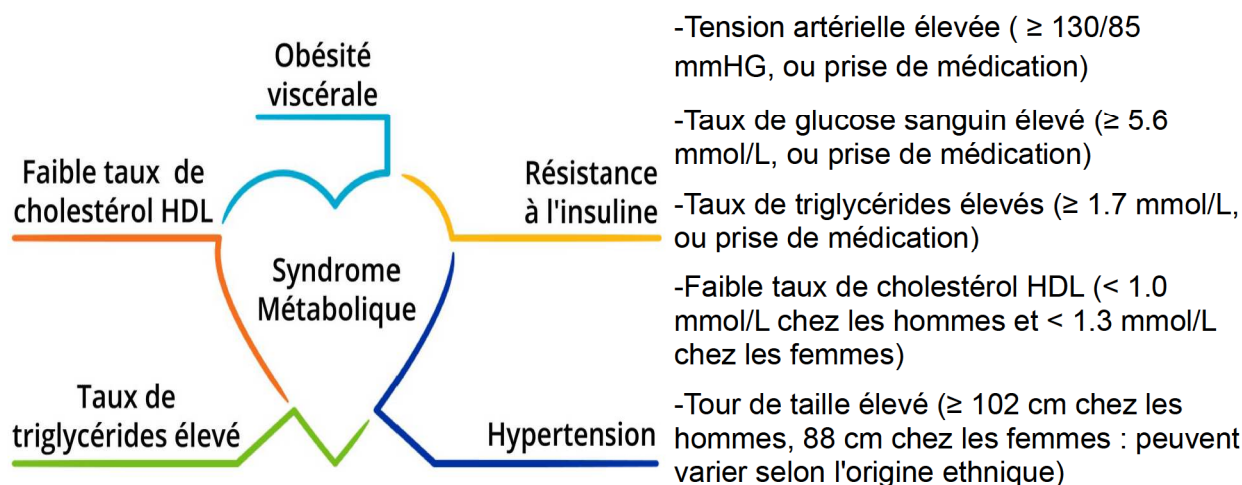 Obésité
viscérale
Faible taux de
cholestérol HDL
Résistance
à l'insuline
Syndrome
Métabolique
Taux de
triglycérides élevé
Hypertension
-Tension artérielle élevée ( ≥ 130/85
mmHG, ou prise de médication)
-Taux de glucose sanguin élevé (≥ 5.6
mmol/L, ou prise de médication)
-Taux de triglycérides élevés (≥ 1.7 mmol/L,
ou prise de médication)
-Faible taux de cholestérol HDL (< 1.0
mmol/L chez les hommes et < 1.3 mmol/L
chez les femmes)
-Tour de taille élevé (≥ 102 cm chez les
hommes, 88 cm chez les femmes : peuvent
varier selon l'origine ethnique)